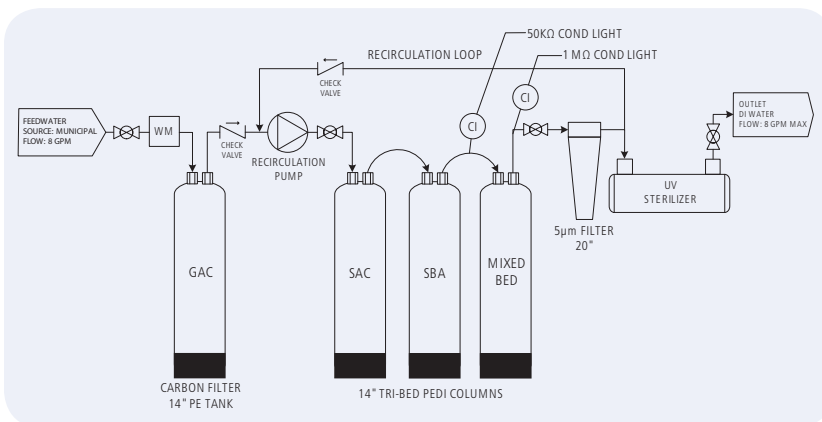 50KΩ COND LIGHT
RECIRCULATION LOOP
1 MΩ COND LIGHT
CHECK
VALVE
FEEDWATER
SOURCE: MUNICIPAL
FLOW: 8 GPM
WM
CHECK
VALVE
RECIRCULATION
PUMP
CI
CI
OUTLET
DI WATER
FLOW: 8 GPM MAX
UV
STERILIZER
5µm FILTER
20"
GAC
SAC
SBA
MIXED
BED
CARBON FILTER
14" PE TANK
14" TRI-BED PEDI COLUMNS